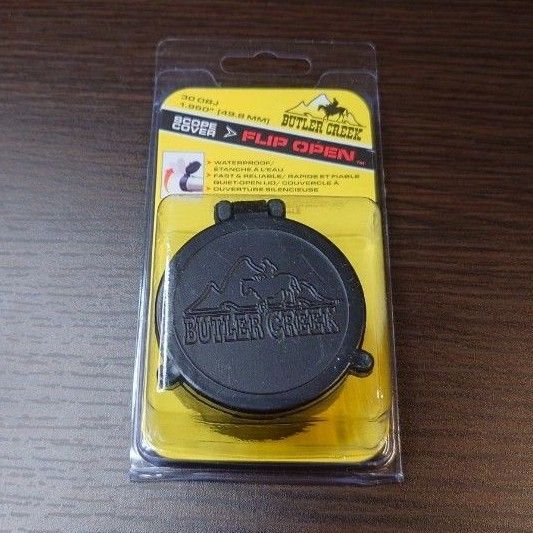 30 OBJ
1.960" (49.8 MM)
BUTLER CREEK
SCOPE
COVER
FLIP OPEN™
WATERPROOF/
ÉTANCHE À L'EAU
FAST & RELIABLE/ RAPIDE ET FIABLE
QUIET OPEN LID/ COUVERCLE À
OUVERTURE SILENCIEUSE
BUTLER CREEK